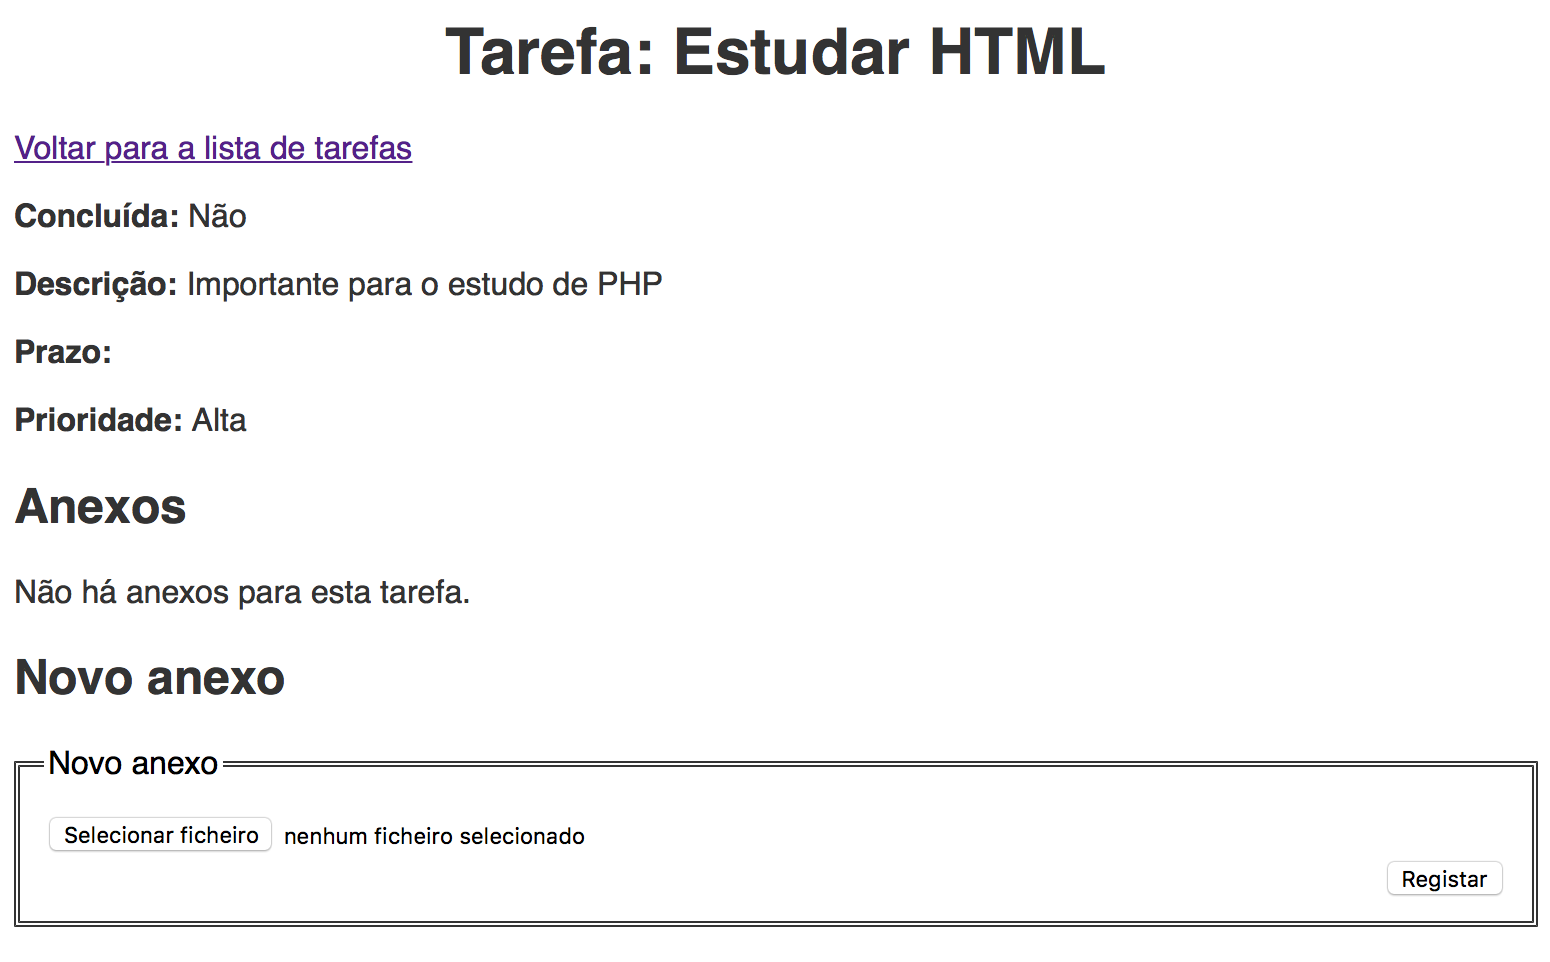 Tarefa: Estudar HTML
Voltar para a lista de tarefas
Concluída: Não
Descrição: Importante para o estudo de PHP
Prazo:
Prioridade: Alta
Anexos
Não há anexos para esta tarefa.
Novo anexo
Novo anexo
Selecionar ficheiro nenhum ficheiro selecionado
Registar